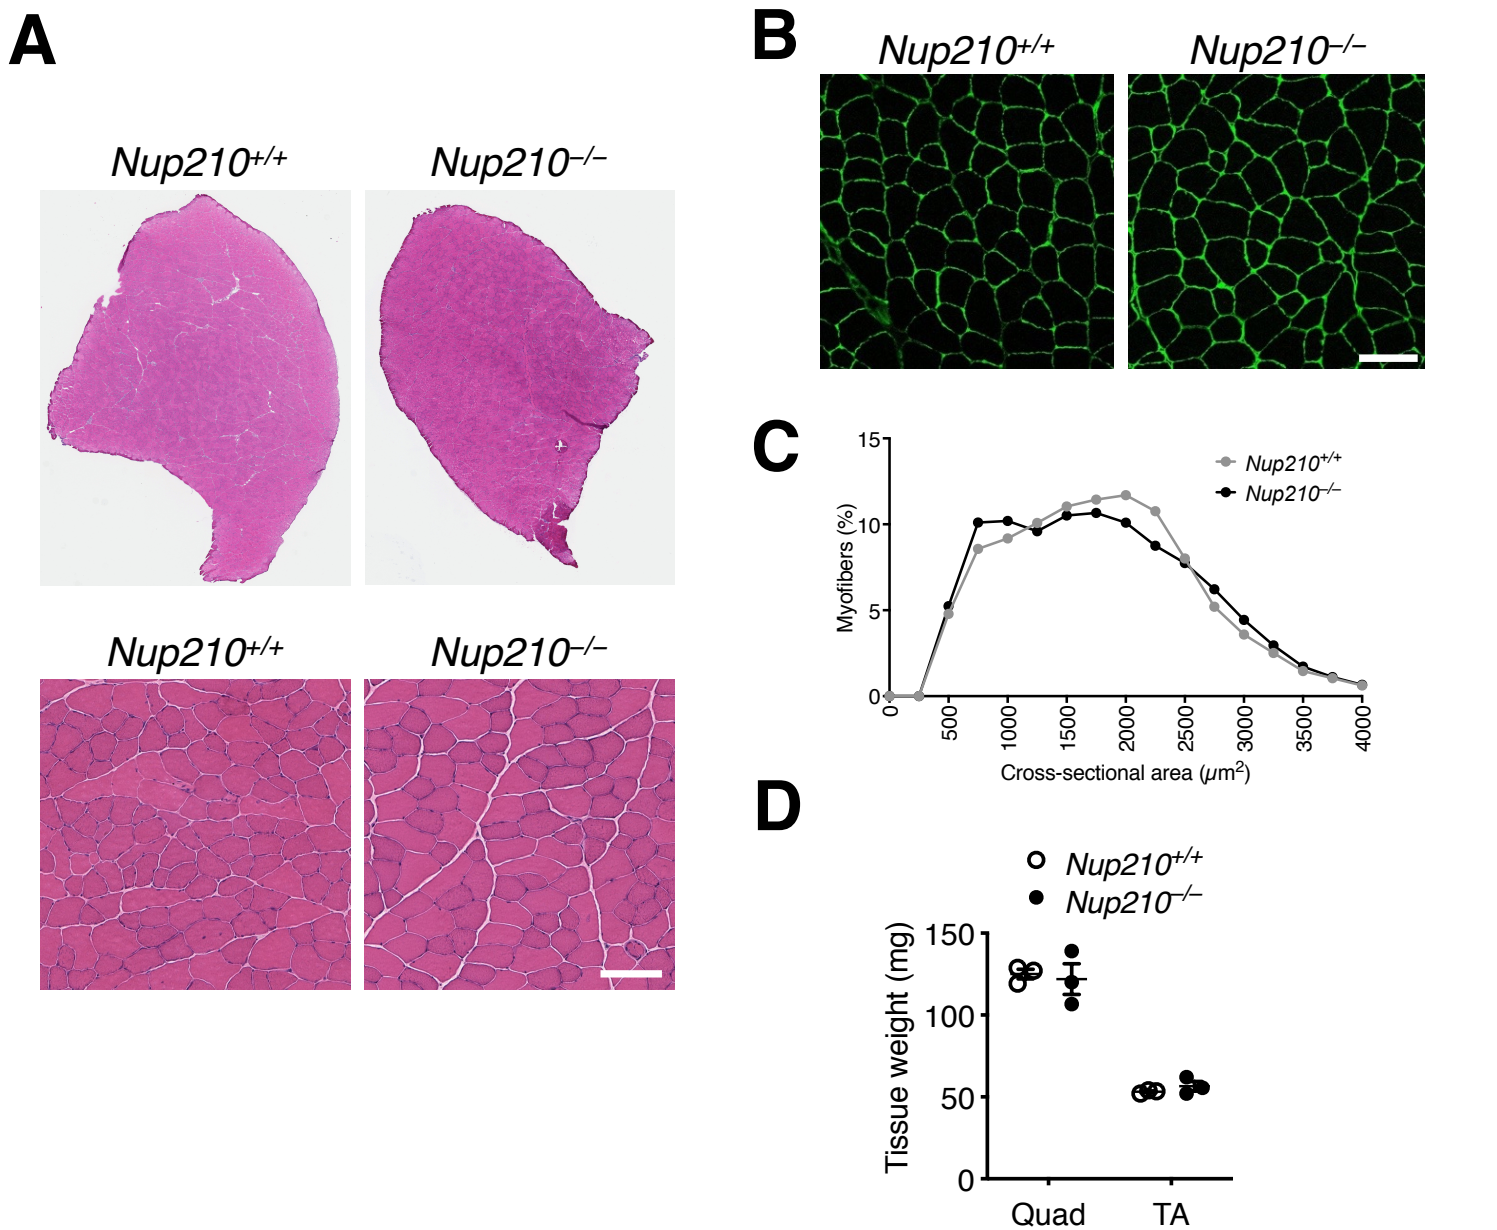 A
Nup210+/+
Nup210–/–
Nup210+/+
Nup210–/–
B
Nup210+/+
Nup210–/–
C
15
10
5
0
Myofibers (%)
Nup210+/+
Nup210–/–
0
500
1000
1500
2000
2500
3000
3500
4000
Cross-sectional area (µm2)
D
Nup210+/+
Nup210–/–
150
100
50
0
Tissue weight (mg)
Quad
TA